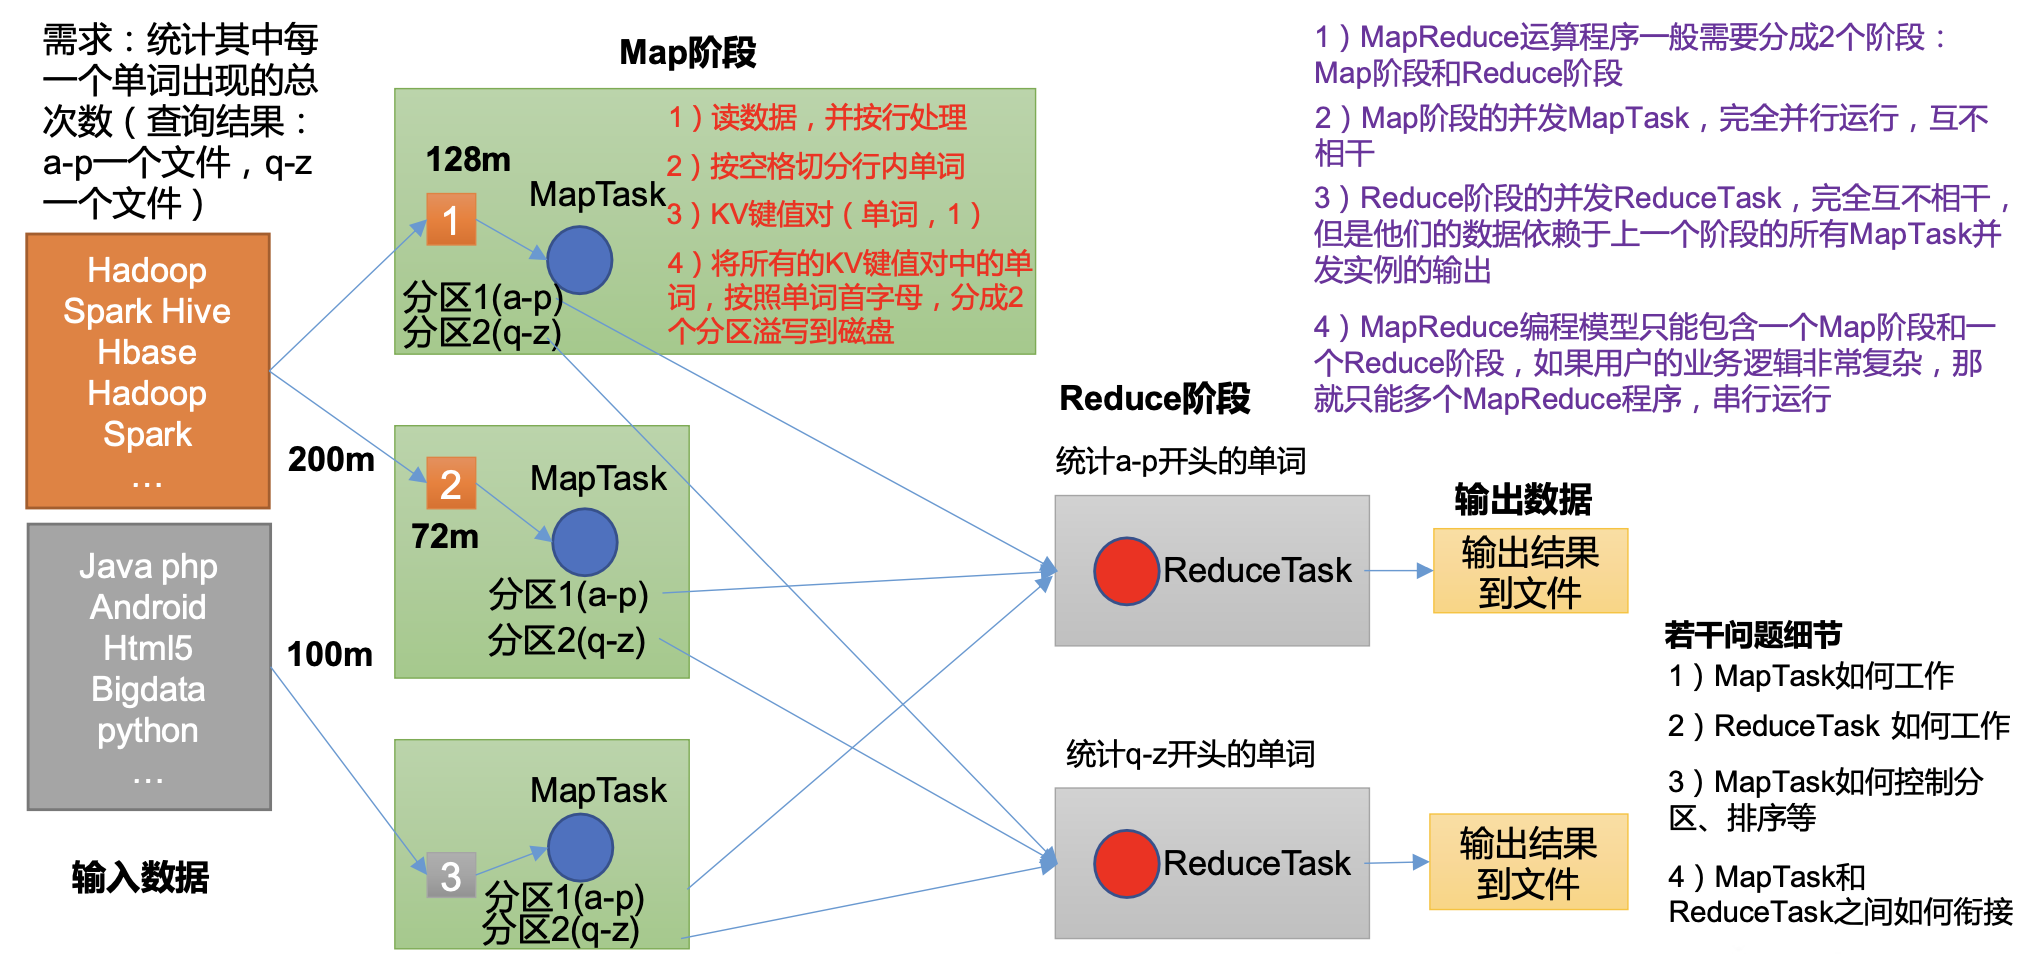 需求：统计其中每
一个单词出现的总
次数（查询结果：
a-p一个文件，q-z
一个文件）
Hadoop
Spark Hive
Hbase
Hadoop
Spark
...
200m
Java php
Android
Html5
Bigdata
python
...
100m
输入数据
Map阶段
128m
1
MapTask
分区1(a-p)
分区2(q-z)
1）读数据，并按行处理
2）按空格切分行内单词
3）KV键值对（单词，1）
4）将所有的KV键值对中的单
词，按照单词首字母，分成2
个分区溢写到磁盘
2
72m
MapTask
分区1(a-p)
分区2(q-z)
MapTask
3
分区1(a-p)
分区2(q-z)
Reduce阶段
统计a-p开头的单词
ReduceTask
统计q-z开头的单词
ReduceTask
输出数据
输出结果
到文件
输出结果
到文件
1）MapReduce运算程序一般需要分成2个阶段：
Map阶段和Reduce阶段
2）Map阶段的并发MapTask，完全并行运行，互不
相干
3）Reduce阶段的并发ReduceTask，完全互不相干，
但是他们的数据依赖于上一个阶段的所有MapTask并
发实例的输出
4）MapReduce编程模型只能包含一个Map阶段和一
个Reduce阶段，如果用户的业务逻辑非常复杂，那
就只能多个MapReduce程序，串行运行
若干问题细节
1）MapTask如何工作
2）ReduceTask 如何工作
3）MapTask如何控制分
区、排序等
4）MapTask和
ReduceTask之间如何衔接